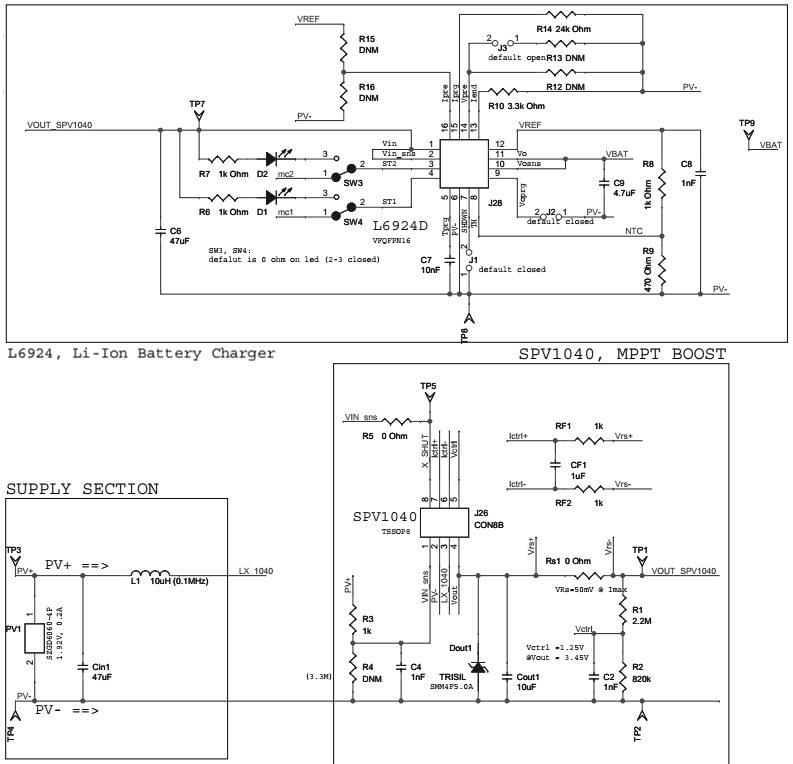 VREF
R15
DNM
R16
DNM
PV-
R14 24k Ohm
2 1
J3
default open
R13 DNM
R12 DNM
R10 3.3k Ohm
PV-
Ipre
Iprg
Vpre
Iend
16
15
14
13
TP7
VOUT_SPV1040
TP9
VBAT
Vin
Vin_sns
ST2
ST1
1
2
3
4
12
11
10
9
VREF
Vo
Vosns
Voprg
VBAT
R7 1k Ohm
D2
3
2
1
mc2
SW3
R6 1k Ohm
D1
3
2
1
mc1
SW4
L6924D
VFQFPN16
J28
5
6
7
8
Tprg
PV-
SHDWN
TH
C9
4.7uF
R8
1k Ohm
C8
1nF
2 J2 1
PV-
default closed
NTC
C6
47uF
SW3, SW4:
defalut is 0 ohm on led (2-3 closed)
C7
10nF
2
J1
1
default closed
R9
470 Ohm
PV-
TP8
L6924, Li-Ion Battery Charger
SPV1040, MPPT BOOST
TP5
VIN_sns
R5 0 Ohm
X_SHUT
Ictrl+
Ictrl-
Vctrl
8
7
6
5
RF1 1k
Ictrl+
Vrs+
CF1
1uF
Ictrl-
Vrs-
RF2 1k
SPV1040
TSSOP8
J26
CON8B
1
2
3
4
VIN_sns
PV-
LX_1040
Vout
SUPPLY SECTION
TP3
PV+
PV+ ==>
L1 10uH (0.1MHz)
LX_1040
PV1
1
2
SZGD6060-4P
1.92V, 0.2A
Cin1
47uF
PV-
PV- ==>
TP4
PV+
R3
1k
R4
DNM
(3.3M)
C4
1nF
Dout1
TRISIL
SMM4F5.0A
Cout1
10uF
Vrs+
Rs1 0 Ohm
Vrs-
TP1
VOUT_SPV1040
VRs=50mV @ Imax
R1
2.2M
Vctrl
Vctrl =1.25V
@Vout = 3.45V
C2
1nF
R2
820k
TP2